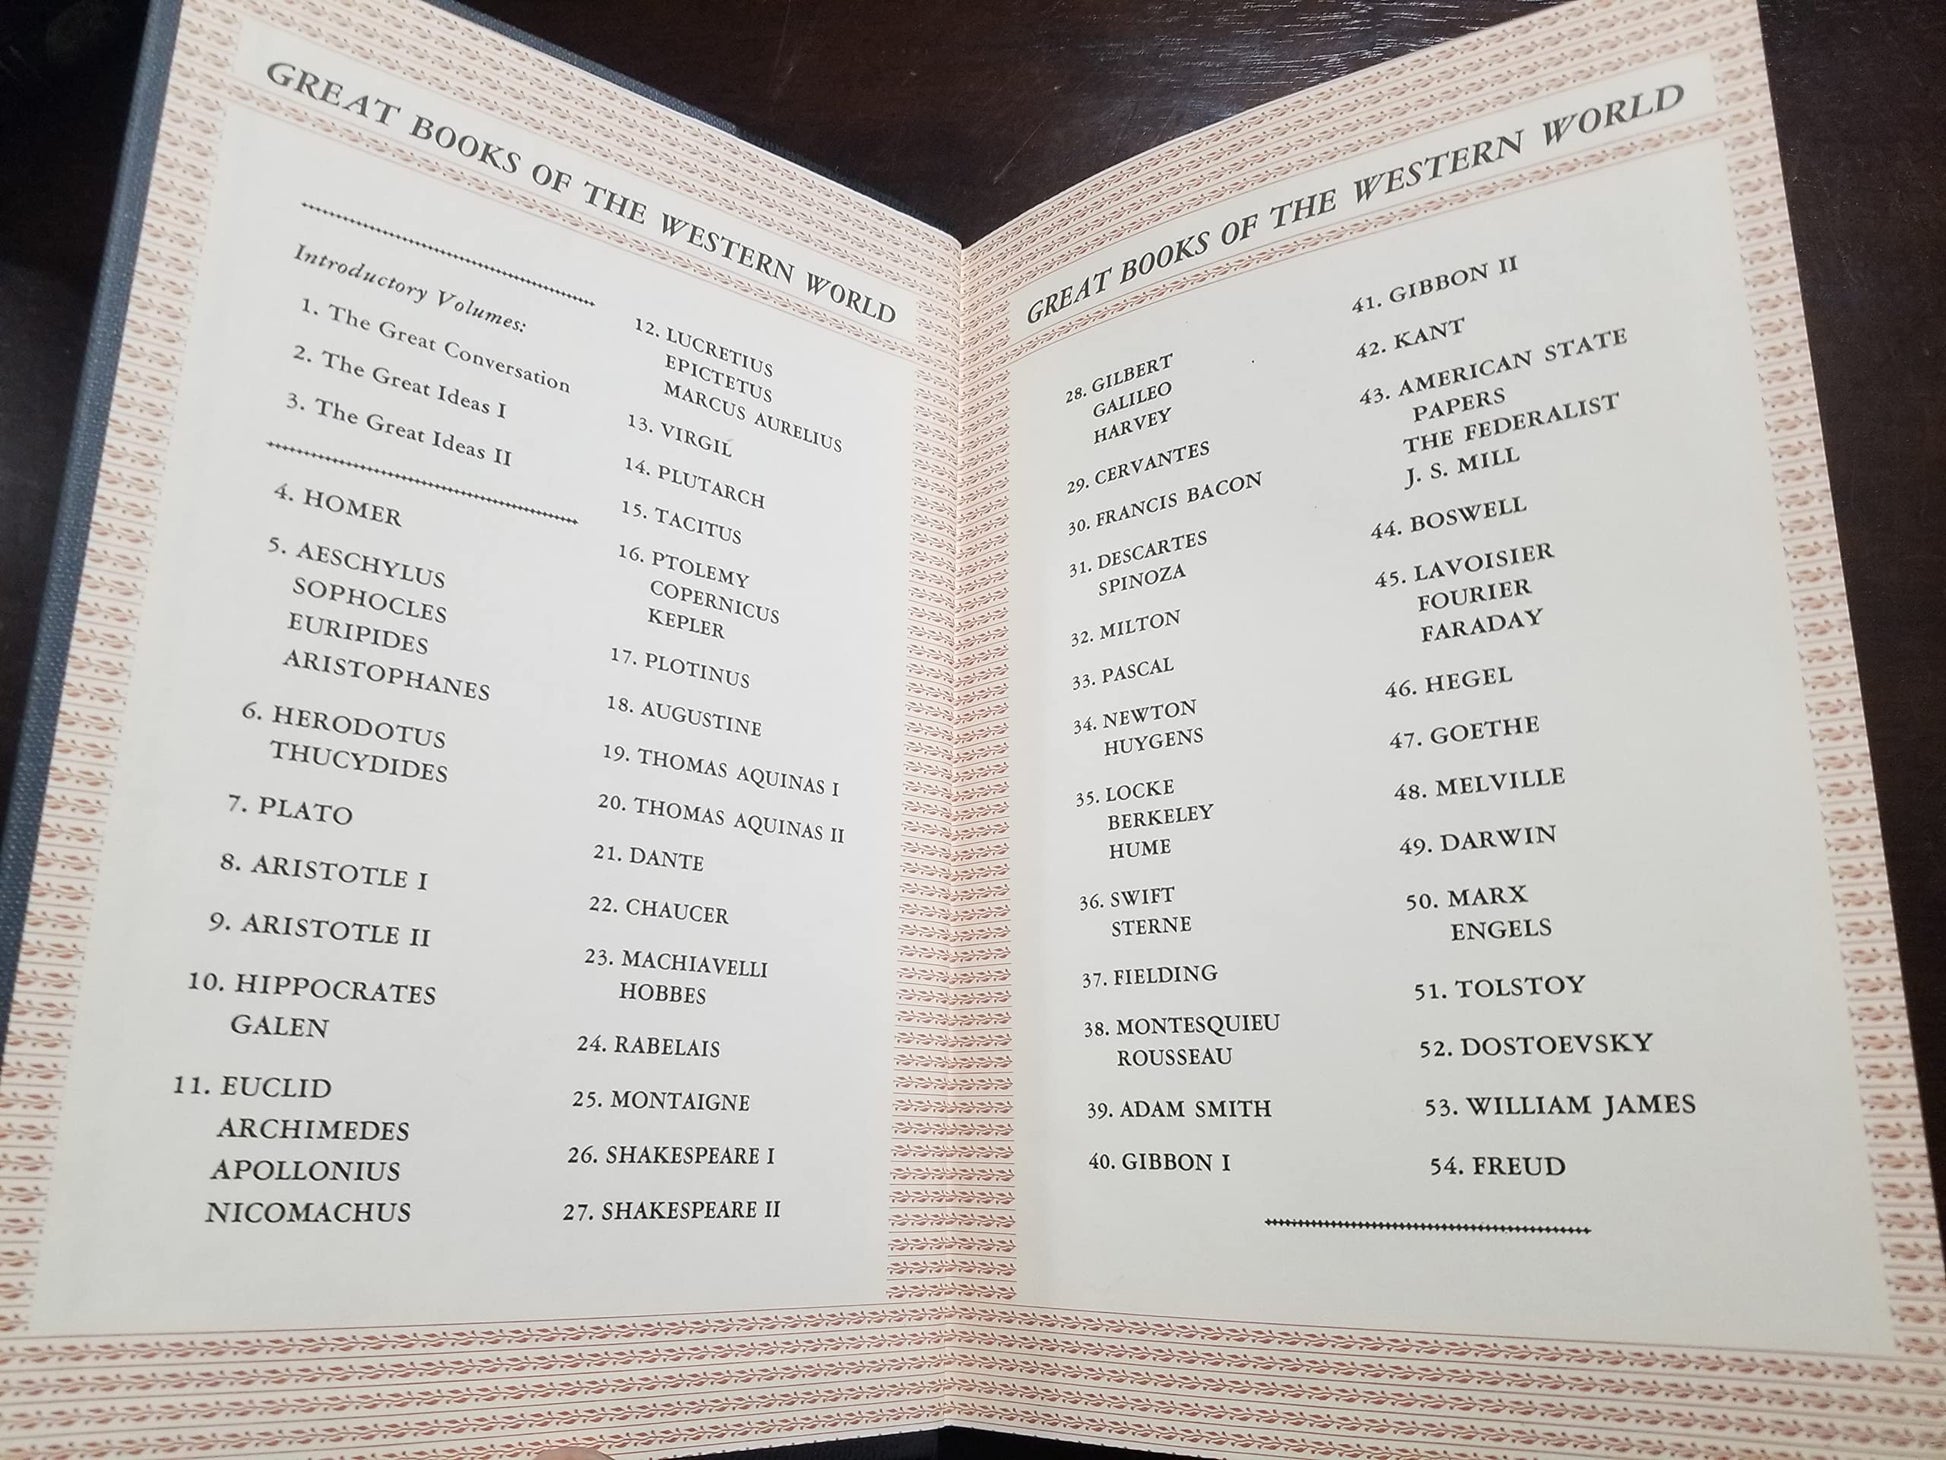 GREAT BOOKS OF THE WESTERN WORLD
Introductory Volumes:
1. The Great Conversation
2. The Great Ideas I
3. The Great Ideas II
4. HOMER
5. AESCHYLUS
SOPHOCLES
EURIPIDES
ARISTOPHANES
6. HERODOTUS
THUCYDIDES
7. PLATO
8. ARISTOTLE I
9. ARISTOTLE II
10. HIPPOCRATES
GALEN
11. EUCLID
ARCHIMEDES
APOLLONIUS
NICOMACHUS
12. LUCRETIUS
EPICTETUS
MARCUS AURELIUS
13. VIRGIL
14. PLUTARCH
15. TACITUS
16. PTOLEMY
COPERNICUS
KEPLER
17. PLOTINUS
18. AUGUSTINE
19. THOMAS AQUINAS I
20. THOMAS AQUINAS II
21. DANTE
22. CHAUCER
23. MACHIAVELLI
HOBBES
24. RABELAIS
25. MONTAIGNE
26. SHAKESPEARE I
27. SHAKESPEARE II
GREAT BOOKS OF THE WESTERN WORLD
28. GILBERT
GALILEO
HARVEY
29. CERVANTES
30. FRANCIS BACON
31. DESCARTES
SPINOZA
32. MILTON
33. PASCAL
34. NEWTON
HUYGENS
35. LOCKE
BERKELEY
HUME
36. SWIFT
STERNE
37. FIELDING
38. MONTESQUIEU
ROUSSEAU
39. ADAM SMITH
40. GIBBON I
41. GIBBON II
42. KANT
43. AMERICAN STATE
PAPERS
THE FEDERALIST
J. S. MILL
44. BOSWELL
45. LAVOISIER
FOURIER
FARADAY
46. HEGEL
47. GOETHE
48. MELVILLE
49. DARWIN
50. MARX
ENGELS
51. TOLSTOY
52. DOSTOEVSKY
53. WILLIAM JAMES
54. FREUD